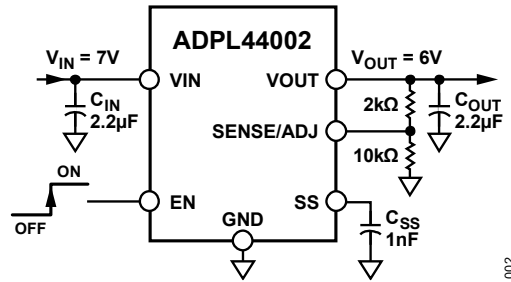 ADPL44002
V_IN = 7V
VIN
VOUT
V_OUT = 6V
C_IN
2.2µF
2kΩ
C_OUT
2.2µF
SENSE/ADJ
10kΩ
ON
OFF
EN
SS
GND
C_SS
1nF
002